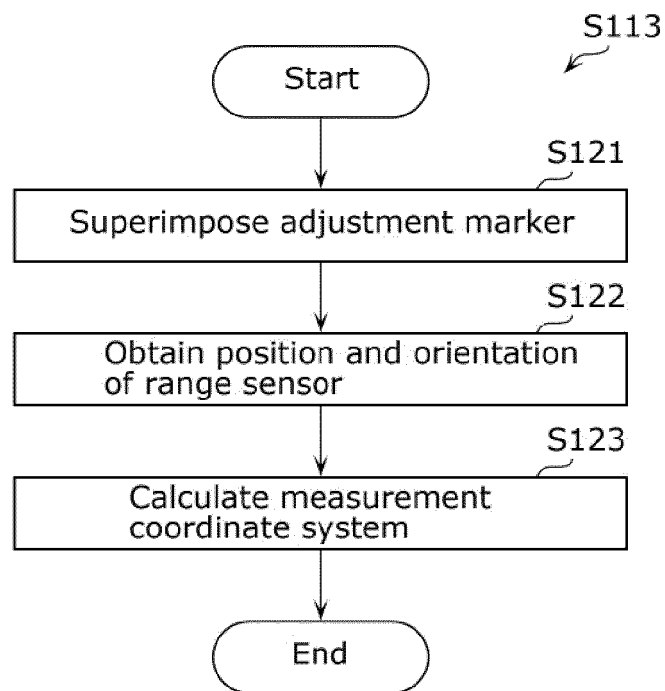 S113
Start
S121
Superimpose adjustment marker
S122
Obtain position and orientation
of range sensor
S123
Calculate measurement
coordinate system
End